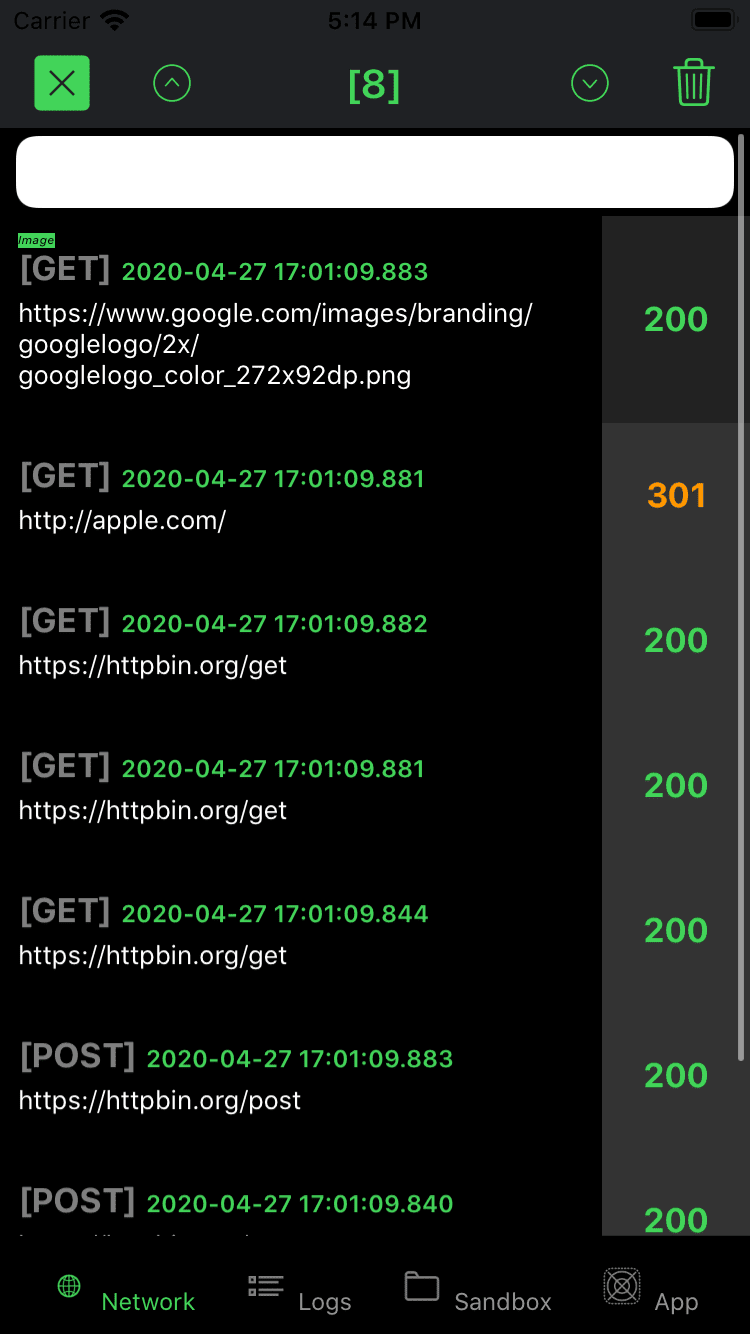 Carrier 5:14 PM
[8]
Image
[GET] 2020-04-27 17:01:09.883
https://www.google.com/images/branding/
googlelogo/2x/
googlelogo_color_272x92dp.png
200
[GET] 2020-04-27 17:01:09.881
http://apple.com/
301
[GET] 2020-04-27 17:01:09.882
https://httpbin.org/get
200
[GET] 2020-04-27 17:01:09.881
https://httpbin.org/get
200
[GET] 2020-04-27 17:01:09.844
https://httpbin.org/get
200
[POST] 2020-04-27 17:01:09.883
https://httpbin.org/post
200
[POST] 2020-04-27 17:01:09.840
200
Network Logs Sandbox App